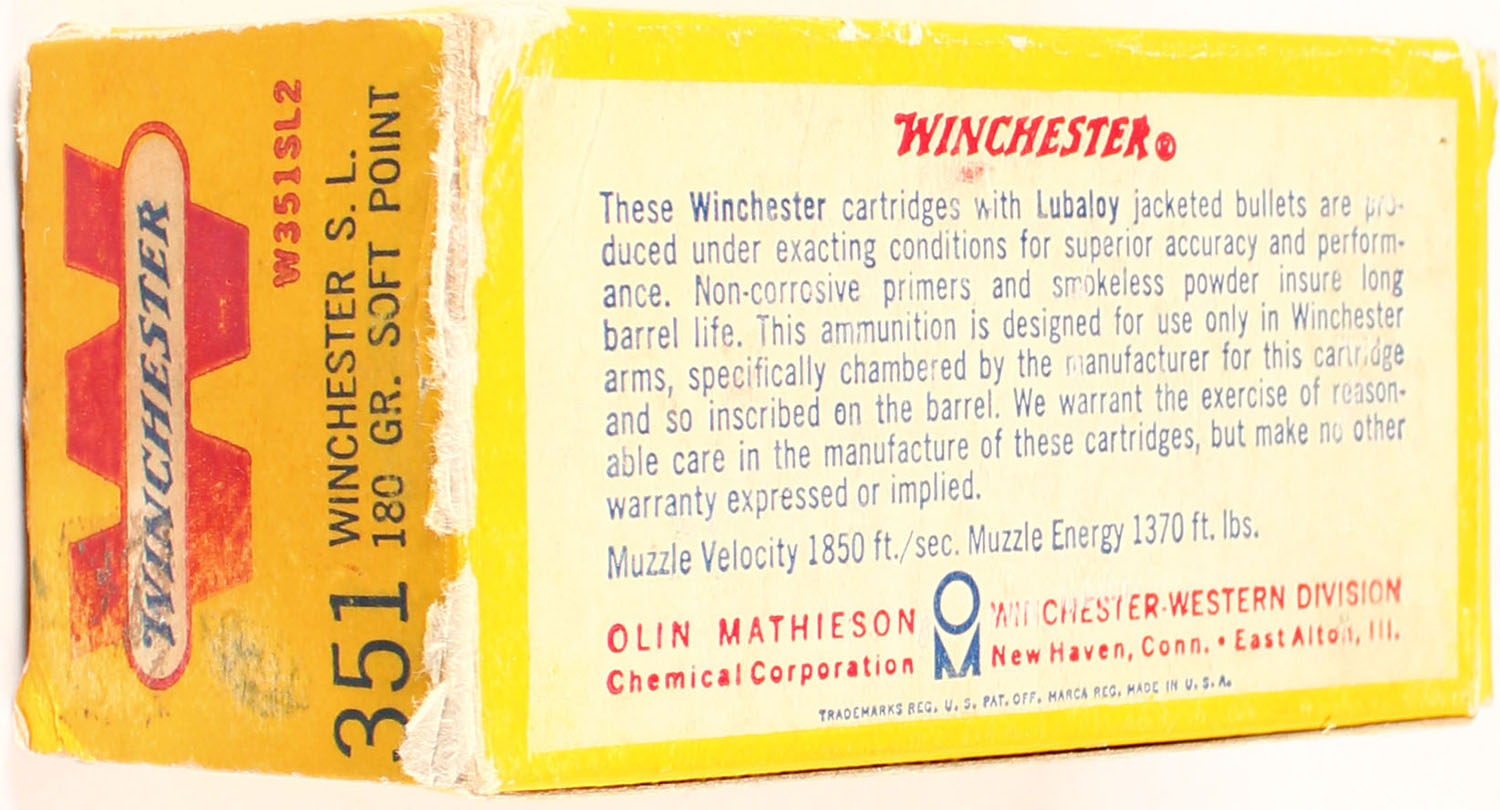 WINCHESTER
W351SL2
351 WINCHESTER S. L.
180 GR. SOFT POINT
WINCHESTER®
These Winchester cartridges with Lubaloy jacketed bullets are pro-
duced under exacting conditions for superior accuracy and perform-
ance. Non-corrosive primers and smokeless powder insure long
barrel life. This ammunition is designed for use only in Winchester
arms, specifically chambered by the manufacturer for this cartridge
and so inscribed on the barrel. We warrant the exercise of reason-
able care in the manufacture of these cartridges, but make no other
warranty expressed or implied.
Muzzle Velocity 1850 ft./sec. Muzzle Energy 1370 ft. lbs.
OLIN MATHIESON
Chemical Corporation
OM
WINCHESTER-WESTERN DIVISION
New Haven, Conn. • East Alton, Ill.
TRADEMARKS REG. U. S. PAT. OFF. MARCA REG. MADE IN U. S. A.